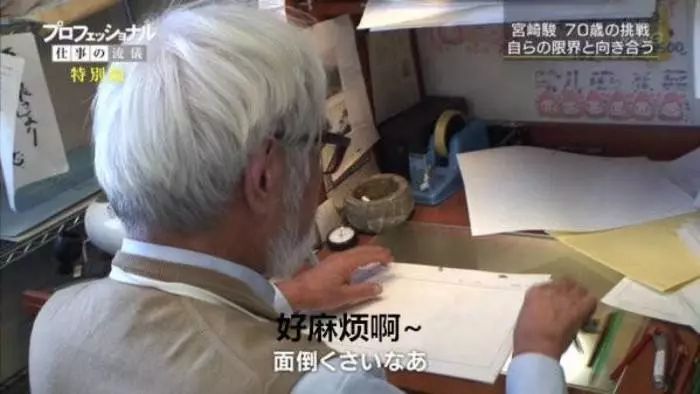 プロフェッショナル
仕事の流儀
特別編
宮崎駿 70歳の挑戦
自らの限界と向き合う
好麻烦啊~
面倒くさいなあ